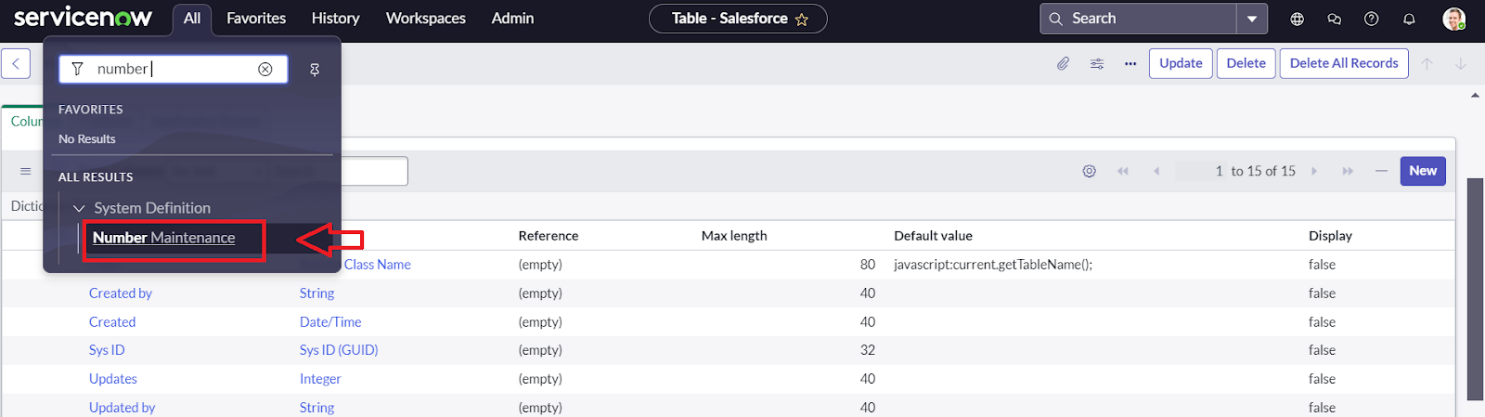 servicenow All Favorites History Workspaces Admin Table - Salesforce Search
number
Update Delete Delete All Records
FAVORITES
Colum
No Results
ALL RESULTS
1 to 15 of 15 New
System Definition
Dictio
Number Maintenance
Reference Max length Default value Display
Class Name (empty) 80 javascript:current.getTableName(); false
Created by String (empty) 40 false
Created Date/Time (empty) 40 false
Sys ID Sys ID (GUID) (empty) 32 false
Updates Integer (empty) 40 false
Updated by String (empty) 40 false